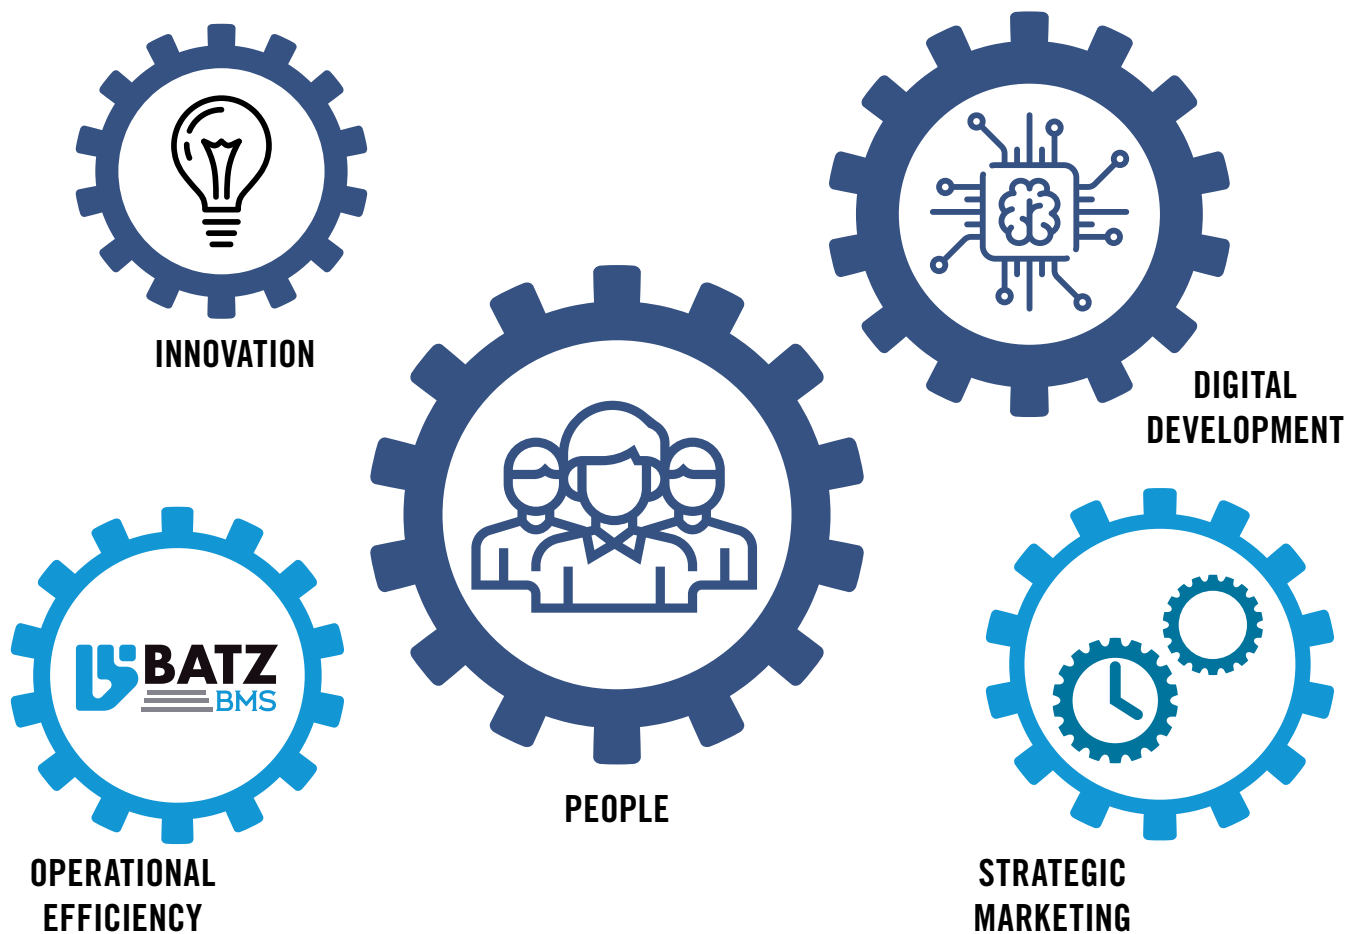 INNOVATION
DIGITAL
DEVELOPMENT
BATZ
BMS
PEOPLE
OPERATIONAL
EFFICIENCY
STRATEGIC
MARKETING